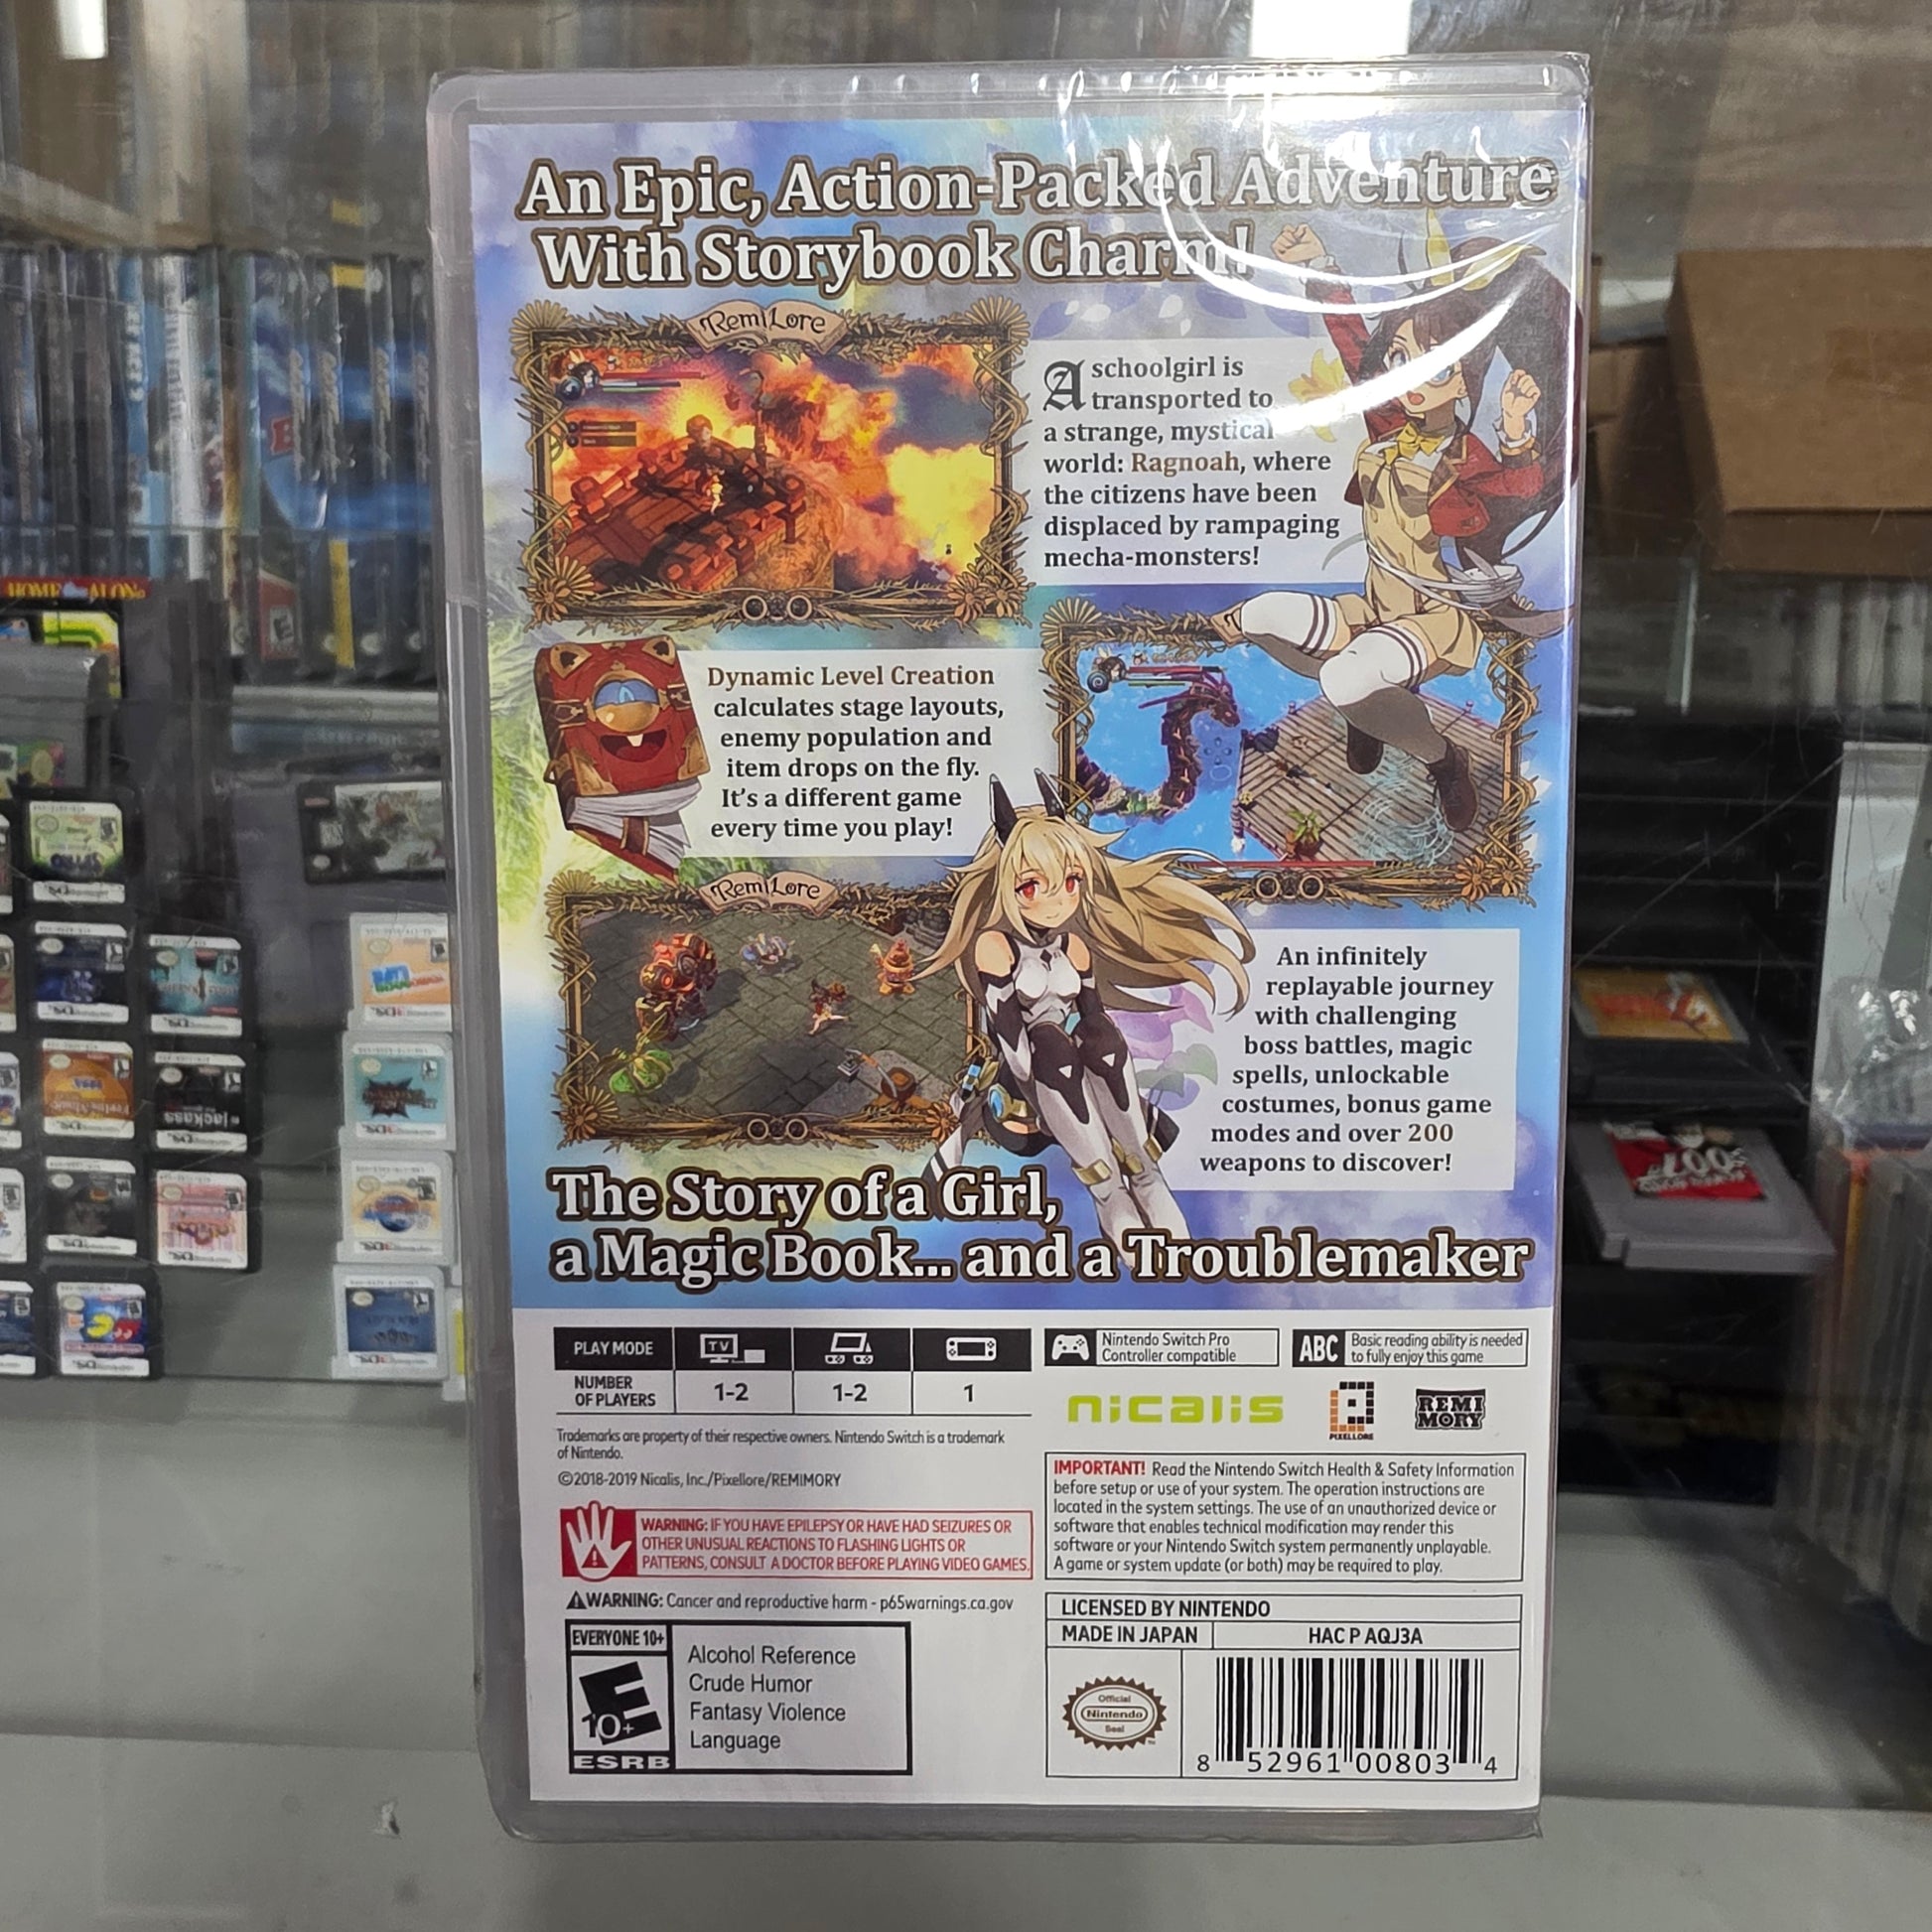 An Epic, Action-Packed Adventure
With Storybook Charm!
RemiLore
A schoolgirl is
transported to
a strange, mystical
world: Ragnoah, where
the citizens have been
displaced by rampaging
mecha-monsters!
Dynamic Level Creation
calculates stage layouts,
enemy population and
item drops on the fly.
It's a different game
every time you play!
RemiLore
An infinitely
replayable journey
with challenging
boss battles, magic
spells, unlockable
costumes, bonus game
modes and over 200
weapons to discover!
The Story of a Girl,
a Magic Book... and a Troublemaker
PLAY MODE TV
NUMBER
OF PLAYERS 1-2 1-2 1
Nintendo Switch Pro
Controller compatible
ABC Basic reading ability is needed
to fully enjoy this game
nicalis PIXELLORE REMI
MORY
Trademarks are property of their respective owners. Nintendo Switch is a trademark
of Nintendo.
©2018-2019 Nicalis, Inc./Pixellore/REMIMORY
WARNING: IF YOU HAVE EPILEPSY OR HAVE HAD SEIZURES OR
OTHER UNUSUAL REACTIONS TO FLASHING LIGHTS OR
PATTERNS, CONSULT A DOCTOR BEFORE PLAYING VIDEO GAMES.
WARNING: Cancer and reproductive harm - p65warnings.ca.gov
EVERYONE 10+
E
10+
ESRB
Alcohol Reference
Crude Humor
Fantasy Violence
Language
IMPORTANT! Read the Nintendo Switch Health & Safety Information
before setup or use of your system. The operation instructions are
located in the system settings. The use of an unauthorized device or
software that enables technical modification may render this
software or your Nintendo Switch system permanently unplayable.
A game or system update (or both) may be required to play.
LICENSED BY NINTENDO
MADE IN JAPAN HAC P AQJ3A
Official
Nintendo
Seal
8 52961 00803 4
HOME ALONE
jackass